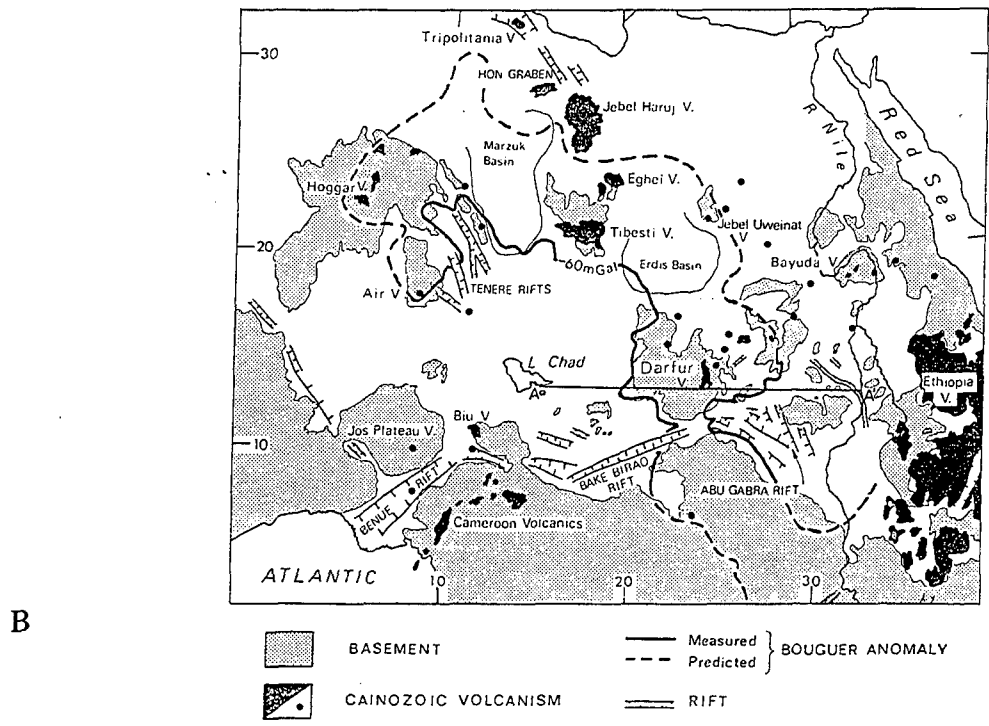 30
Tripolitania V.
HON GRABEN
Jebel Haruj V.
R Nile
Red Sea
Marzuk
Basin
Hoggar V.
Eghei V.
Jebel Uweinat
V.
20
Tibesti V.
Erdis Basin
Bayuda V.
-60mGal
Air V.
TENERE RIFTS
L Chad
Darfur
V.
Ethiopia
V.
A°
A'
Biu V
Jos Plateau V.
10
BENUE RIFT
BAKE BIRAO
RIFT
ABU GABRA RIFT
Cameroon Volcanics
ATLANTIC
10
20
30
B
BASEMENT
Measured
Predicted
BOUGUER ANOMALY
CAINOZOIC VOLCANISM
RIFT